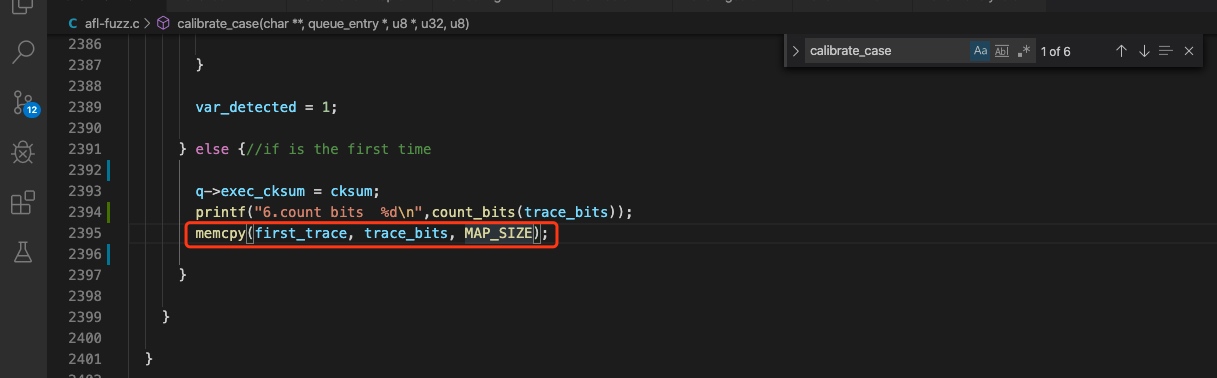 afl-fuzz.c > calibrate_case(char **, queue_entry *, u8 *, u32, u8)
calibrate_case Aa Abl .* 1 of 6
2386
2387 }
2388
2389 var_detected = 1;
2390
2391 } else {//if is the first time
2392
2393 q->exec_cksum = cksum;
2394 printf("6.count bits  %d\n",count_bits(trace_bits));
2395 memcpy(first_trace, trace_bits, MAP_SIZE);
2396
2397 }
2398
2399 }
2400
2401 }
12